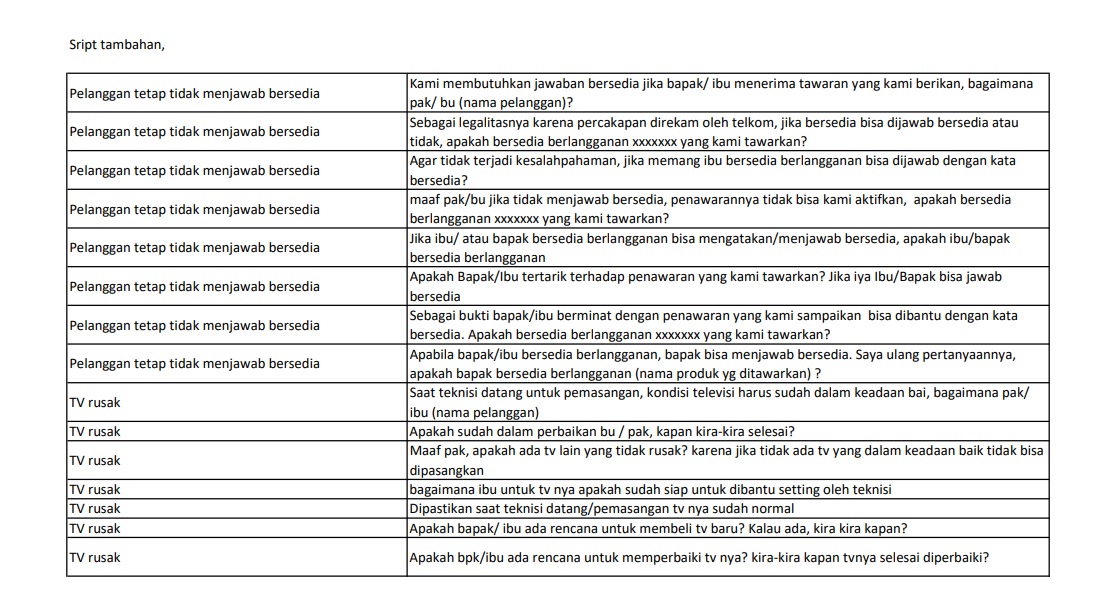 Sript tambahan,
Pelanggan tetap tidak menjawab bersedia
Kami membutuhkan jawaban bersedia jika bapak/ ibu menerima tawaran yang kami berikan, bagaimana
pak/ bu (nama pelanggan)?
Pelanggan tetap tidak menjawab bersedia
Sebagai legalitasnya karena percakapan direkam oleh telkom, jika bersedia bisa dijawab bersedia atau
tidak, apakah bersedia berlangganan xxxxxxx yang kami tawarkan?
Pelanggan tetap tidak menjawab bersedia
Agar tidak terjadi kesalahpahaman, jika memang ibu bersedia berlangganan bisa dijawab dengan kata
bersedia?
Pelanggan tetap tidak menjawab bersedia
maaf pak/bu jika tidak menjawab bersedia, penawarannya tidak bisa kami aktifkan,  apakah bersedia
berlangganan xxxxxxx yang kami tawarkan?
Pelanggan tetap tidak menjawab bersedia
Jika ibu/ atau bapak bersedia berlangganan bisa mengatakan/menjawab bersedia, apakah ibu/bapak
bersedia berlangganan
Pelanggan tetap tidak menjawab bersedia
Apakah Bapak/Ibu tertarik terhadap penawaran yang kami tawarkan? Jika iya Ibu/Bapak bisa jawab
bersedia
Pelanggan tetap tidak menjawab bersedia
Sebagai bukti bapak/ibu berminat dengan penawaran yang kami sampaikan  bisa dibantu dengan kata
bersedia. Apakah bersedia berlangganan xxxxxxx yang kami tawarkan?
Pelanggan tetap tidak menjawab bersedia
Apabila bapak/ibu bersedia berlangganan, bapak bisa menjawab bersedia. Saya ulang pertanyaannya,
apakah bapak bersedia berlangganan (nama produk yg ditawarkan) ?
TV rusak
Saat teknisi datang untuk pemasangan, kondisi televisi harus sudah dalam keadaan bai, bagaimana pak/
ibu (nama pelanggan)
TV rusak
Apakah sudah dalam perbaikan bu / pak, kapan kira-kira selesai?
TV rusak
Maaf pak, apakah ada tv lain yang tidak rusak? karena jika tidak ada tv yang dalam keadaan baik tidak bisa
dipasangkan
TV rusak
bagaimana ibu untuk tv nya apakah sudah siap untuk dibantu setting oleh teknisi
TV rusak
Dipastikan saat teknisi datang/pemasangan tv nya sudah normal
TV rusak
Apakah bapak/ ibu ada rencana untuk membeli tv baru? Kalau ada, kira kira kapan?
TV rusak
Apakah bpk/ibu ada rencana untuk memperbaiki tv nya? kira-kira kapan tvnya selesai diperbaiki?